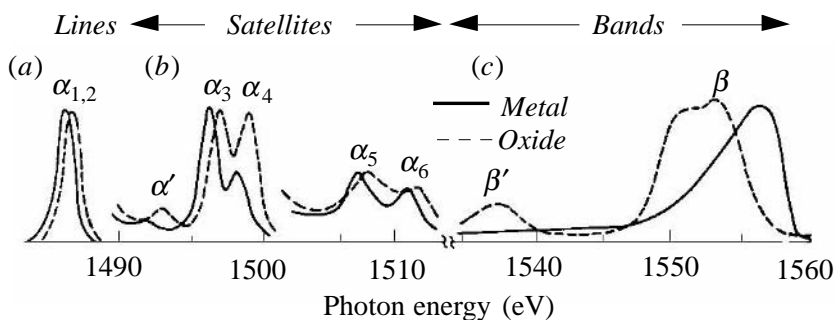 Lines Satellites Bands
(a) (b) (c)
α1,2 α3 α4 β
Metal
Oxide
α5 α6
α′ β′
1490 1500 1510 1540 1550 1560
Photon energy (eV)